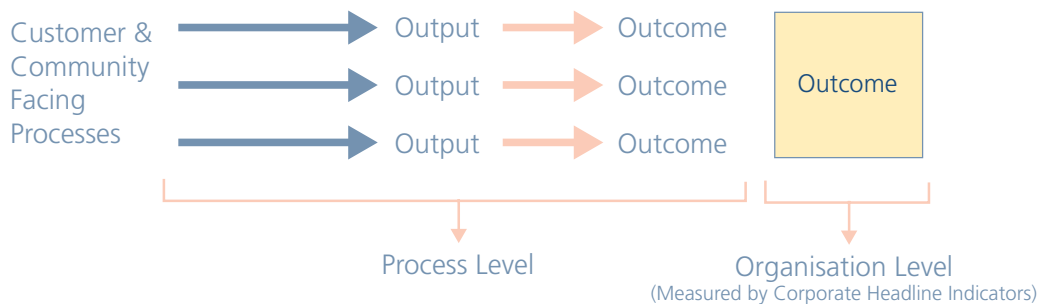 Customer &
Community
Facing
Processes
Output Outcome
Output Outcome
Output Outcome
Outcome
Process Level
Organisation Level
(Measured by Corporate Headline Indicators)